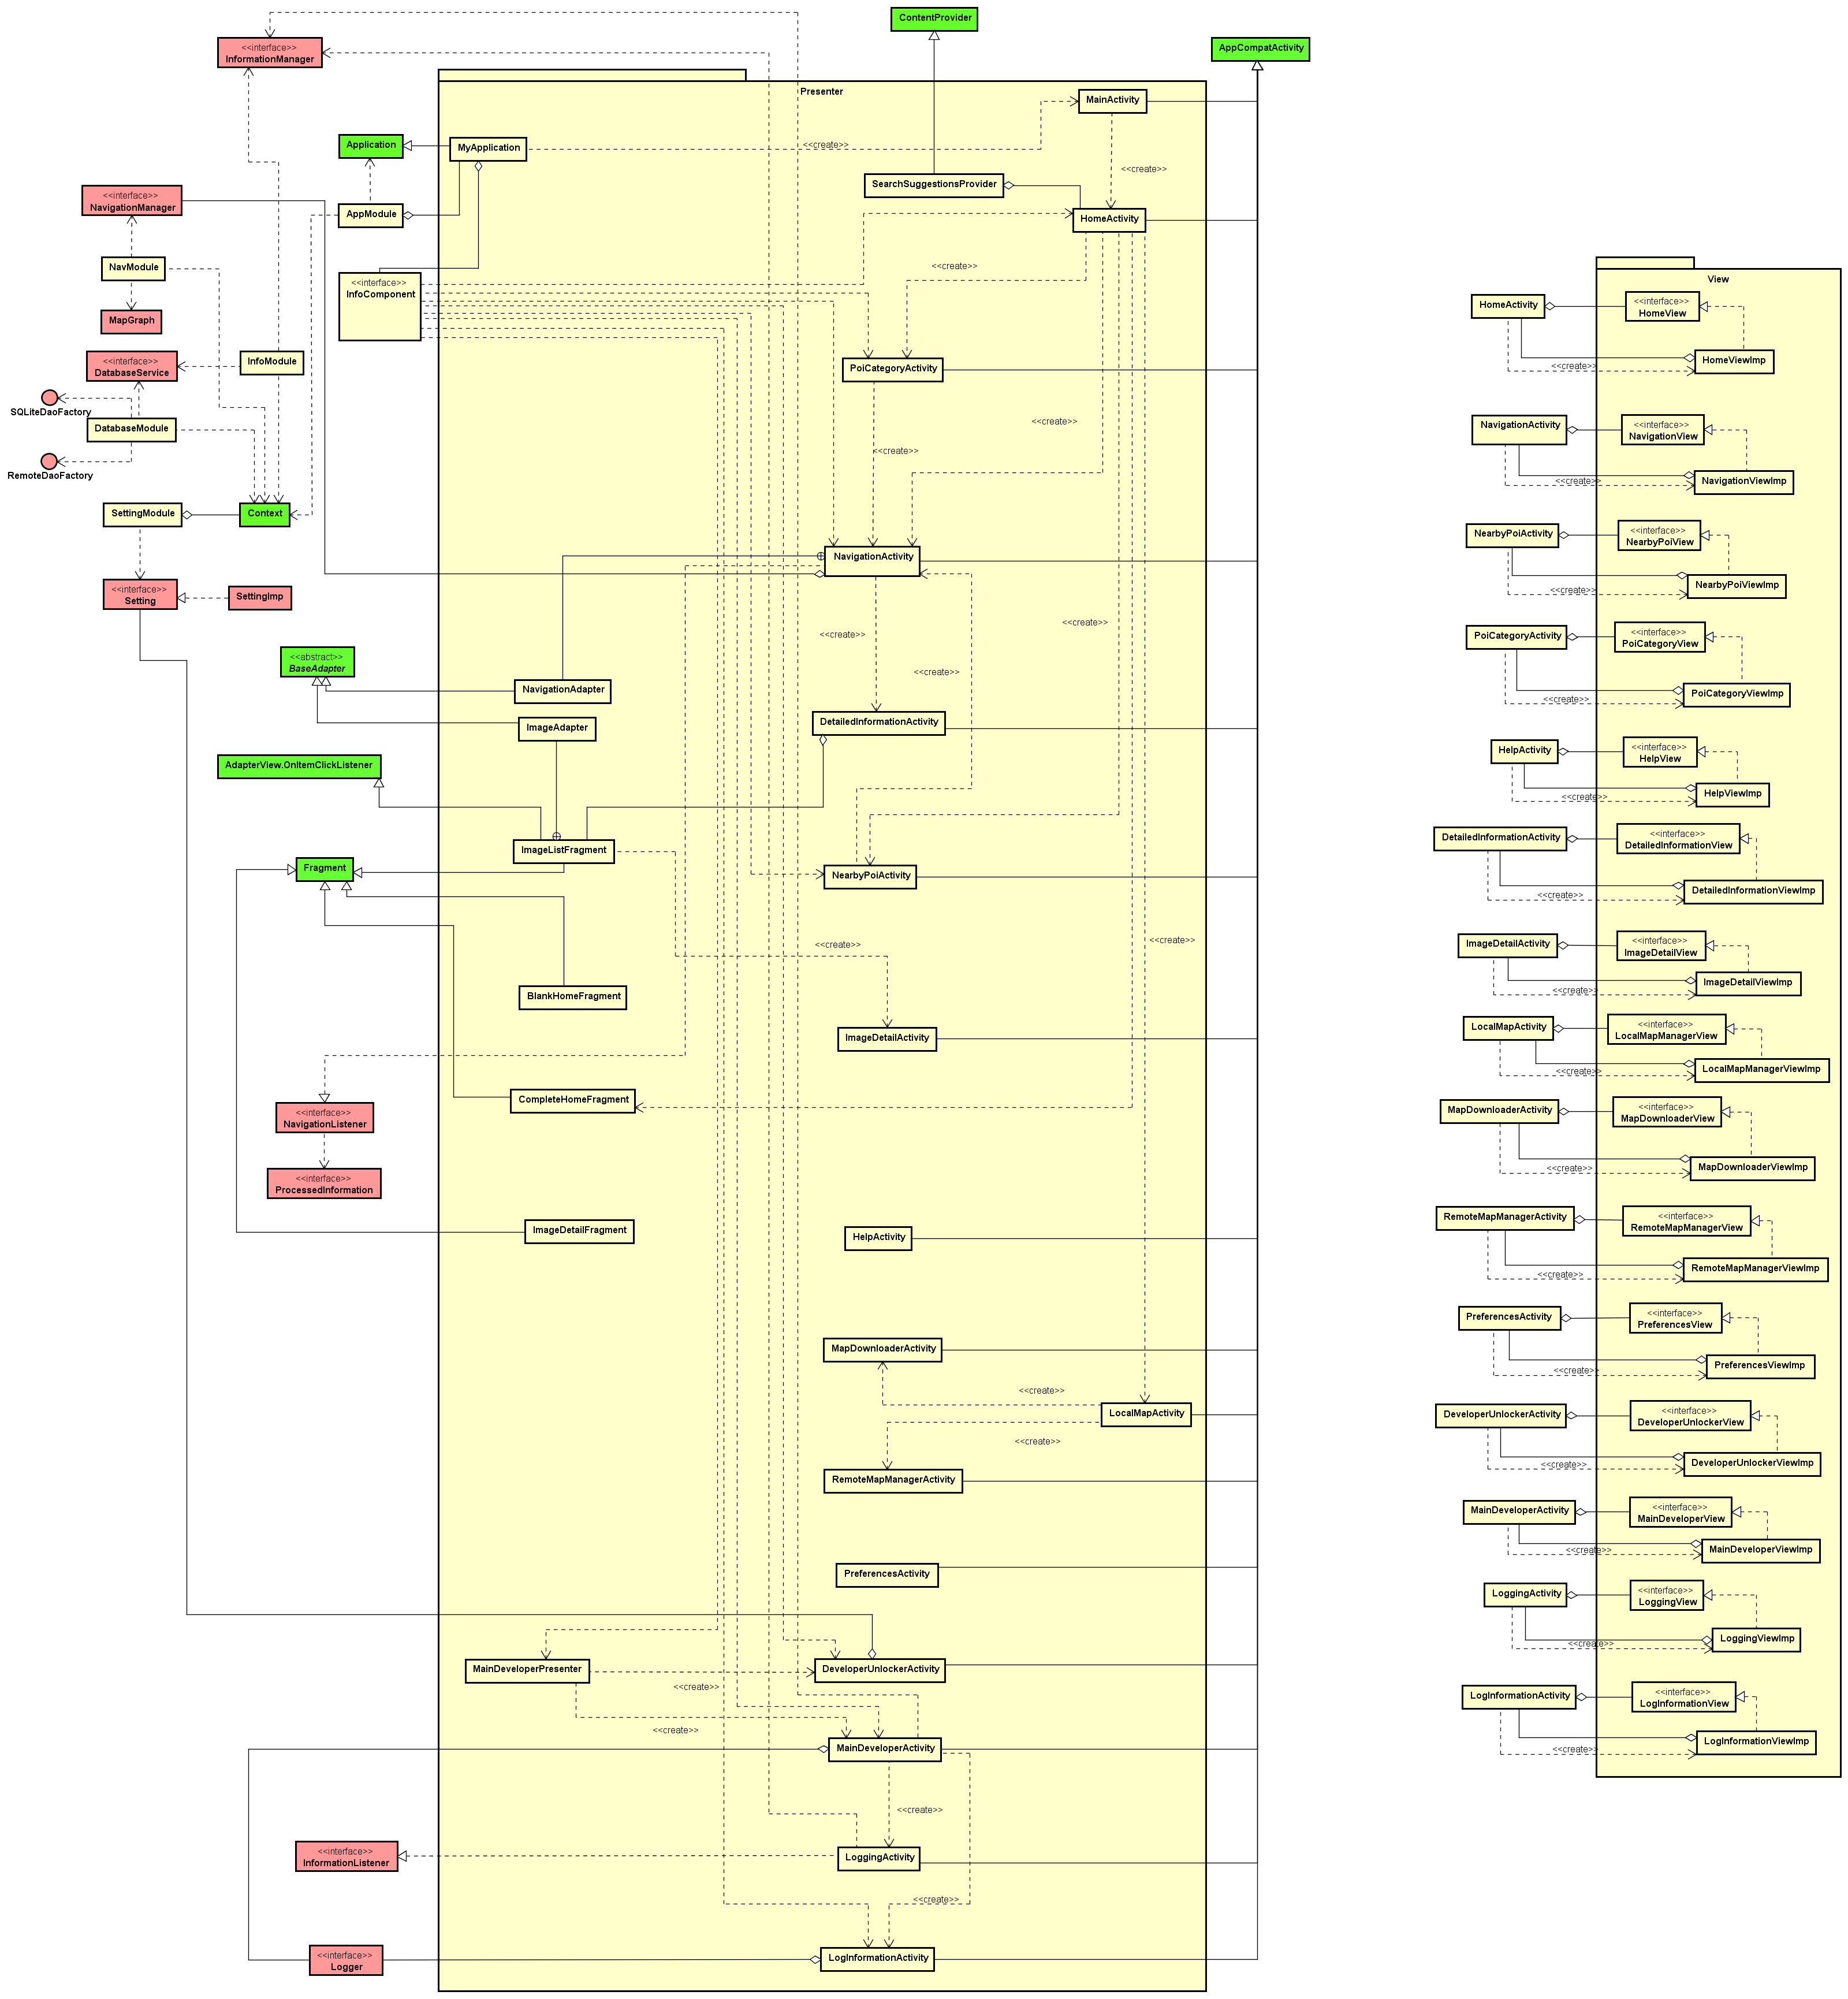 ContentProvider
AppCompatActivity
<<interface>>
InformationManager
Presenter
MainActivity
Application
MyApplication
<<create>>
<<create>>
SearchSuggestionsProvider
<<interface>>
NavigationManager
AppModule
HomeActivity
NavModule
<<create>>
<<interface>>
InfoComponent
MapGraph
<<interface>>
DatabaseService
InfoModule
PoiCategoryActivity
SQLiteDaoFactory
DatabaseModule
<<create>>
<<create>>
RemoteDaoFactory
SettingModule
Context
NavigationActivity
<<interface>>
Setting
SettingImp
<<create>>
<<create>>
<<abstract>>
BaseAdapter
<<create>>
NavigationAdapter
ImageAdapter
DetailedInformationActivity
AdapterView.OnItemClickListener
ImageListFragment
Fragment
NearbyPoiActivity
<<create>>
<<create>>
BlankHomeFragment
ImageDetailActivity
CompleteHomeFragment
<<interface>>
NavigationListener
<<interface>>
ProcessedInformation
ImageDetailFragment
HelpActivity
MapDownloaderActivity
<<create>>
LocalMapActivity
<<create>>
RemoteMapManagerActivity
PreferencesActivity
MainDeveloperPresenter
DeveloperUnlockerActivity
<<create>>
<<create>>
MainDeveloperActivity
<<create>>
<<interface>>
InformationListener
LoggingActivity
<<create>>
<<interface>>
Logger
LogInformationActivity
View
HomeActivity
<<interface>>
HomeView
HomeViewImp
<<create>>
NavigationActivity
<<interface>>
NavigationView
NavigationViewImp
<<create>>
NearbyPoiActivity
<<interface>>
NearbyPoiView
NearbyPoiViewImp
<<create>>
PoiCategoryActivity
<<interface>>
PoiCategoryView
PoiCategoryViewImp
<<create>>
HelpActivity
<<interface>>
HelpView
HelpViewImp
<<create>>
DetailedInformationActivity
<<interface>>
DetailedInformationView
DetailedInformationViewImp
<<create>>
ImageDetailActivity
<<interface>>
ImageDetailView
ImageDetailViewImp
<<create>>
LocalMapActivity
<<interface>>
LocalMapManagerView
LocalMapManagerViewImp
<<create>>
MapDownloaderActivity
<<interface>>
MapDownloaderView
MapDownloaderViewImp
<<create>>
RemoteMapManagerActivity
<<interface>>
RemoteMapManagerView
RemoteMapManagerViewImp
<<create>>
PreferencesActivity
<<interface>>
PreferencesView
PreferencesViewImp
<<create>>
DeveloperUnlockerActivity
<<interface>>
DeveloperUnlockerView
DeveloperUnlockerViewImp
<<create>>
MainDeveloperActivity
<<interface>>
MainDeveloperView
MainDeveloperViewImp
<<create>>
LoggingActivity
<<interface>>
LoggingView
LoggingViewImp
<<create>>
LogInformationActivity
<<interface>>
LogInformationView
LogInformationViewImp
<<create>>